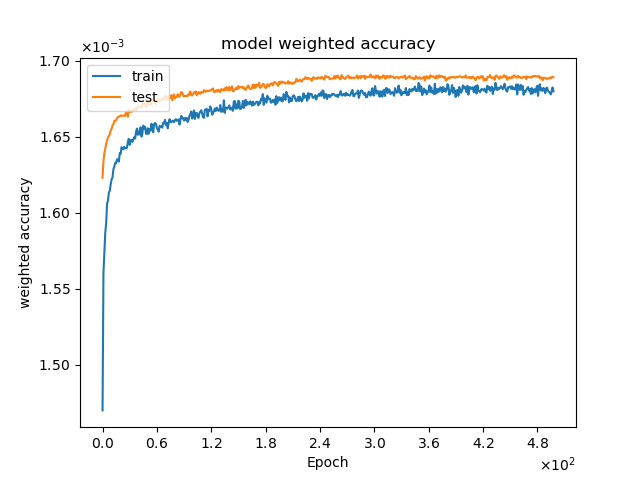 model weighted accuracy
×10⁻³
1.70
1.65
1.60
1.55
1.50
weighted accuracy
train
test
0.0 0.6 1.2 1.8 2.4 3.0 3.6 4.2 4.8
Epoch
×10²